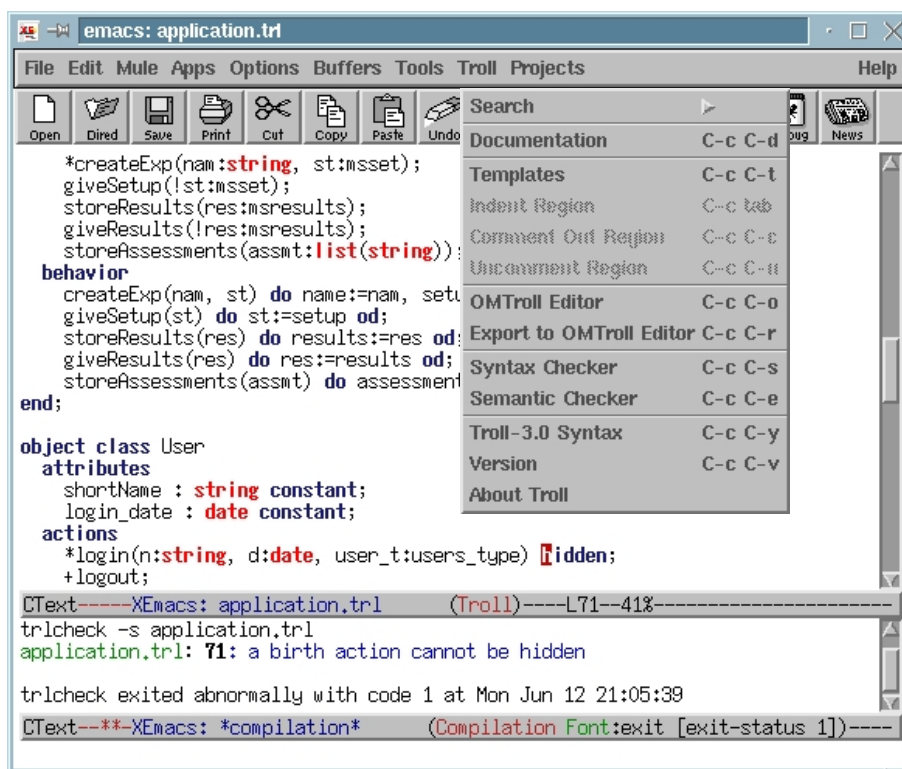 emacs: application.trl
File Edit Mule Apps Options Buffers Tools Troll Projects Help
Open Dired Save Print Cut Copy Paste Undo News
Search
Documentation C-c C-d
Templates C-c C-t
Indent Region C-c tab
Comment Out Region C-c C-c
Uncomment Region C-c C-u
OMTroll Editor C-c C-o
Export to OMTroll Editor C-c C-r
Syntax Checker C-c C-s
Semantic Checker C-c C-e
Troll-3.0 Syntax C-c C-y
Version C-c C-v
About Troll
*createExp(nam:string, st:msset);
giveSetup(!st:msset);
storeResults(res:msresults);
giveResults(!res:msresults);
storeAssessments(assmt:list(string));
behavior
createExp(nam, st) do name:=nam, setu
giveSetup(st) do st:=setup od;
storeResults(res) do results:=res od;
giveResults(res) do res:=results od;
storeAssessments(assmt) do assessment
end;
object class User
attributes
shortName : string constant;
login_date : date constant;
actions
*login(n:string, d:date, user_t:users_type) hidden;
+logout;
CText-----XEmacs: application.trl (Troll)----L71--41%----------------------
trlcheck -s application.trl
application.trl: 71: a birth action cannot be hidden
trlcheck exited abnormally with code 1 at Mon Jun 12 21:05:39
CText--**-XEmacs: *compilation* (Compilation Font:exit [exit-status 1])----